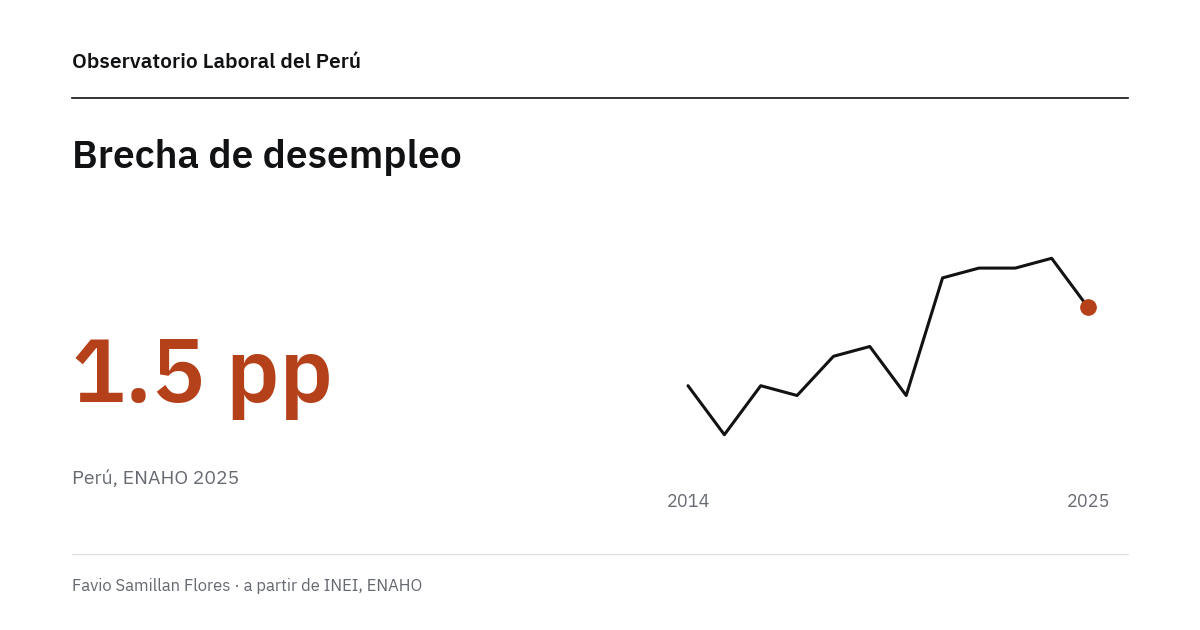 Observatorio Laboral del Perú
Brecha de desempleo
1.5 pp
Perú, ENAHO 2025
2014 2025
Favio Samillan Flores · a partir de INEI, ENAHO